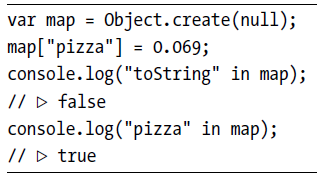 var map = Object.create(null);
map["pizza"] = 0.069;
console.log("toString" in map);
// ▷ false
console.log("pizza" in map);
// ▷ true